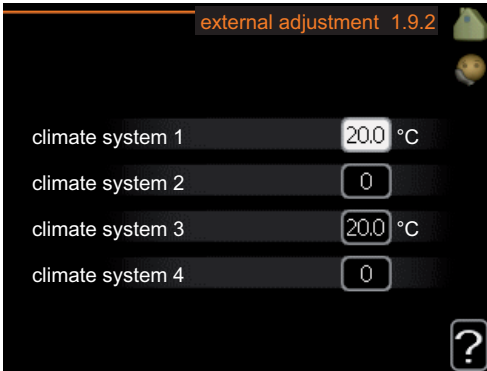 external adjustment 1.9.2
climate system 1 20.0 °C
climate system 2 0
climate system 3 20.0 °C
climate system 4 0
?